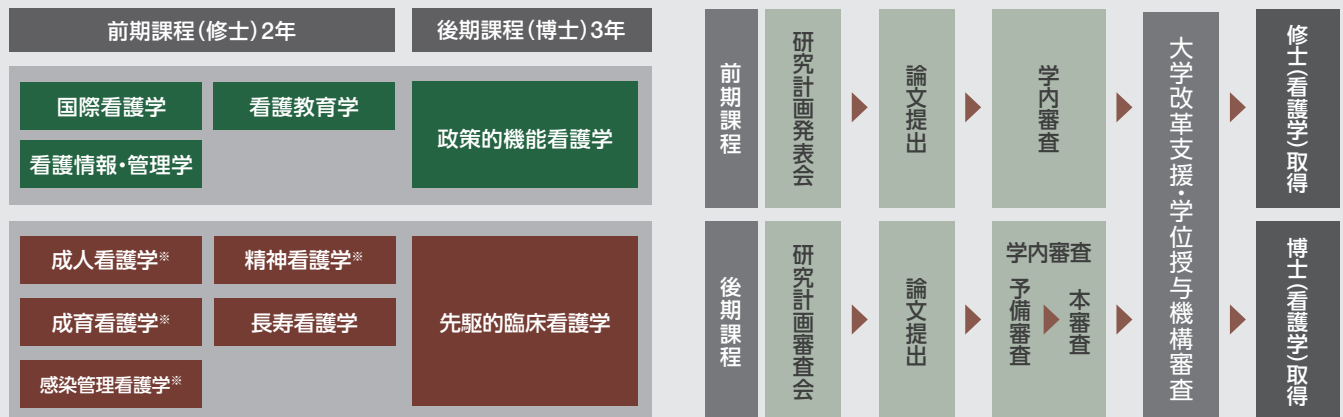 前期課程（修士）2年
後期課程（博士）3年
国際看護学
看護教育学
看護情報・管理学
政策的機能看護学
成人看護学※
精神看護学※
成育看護学※
長寿看護学
感染管理看護学※
先駆的臨床看護学
前期課程
研究計画発表会
論文提出
学内審査
後期課程
研究計画審査会
論文提出
学内審査
予備審査
本審査
大学改革支援・学位授与機構審査
修士（看護学）取得
博士（看護学）取得